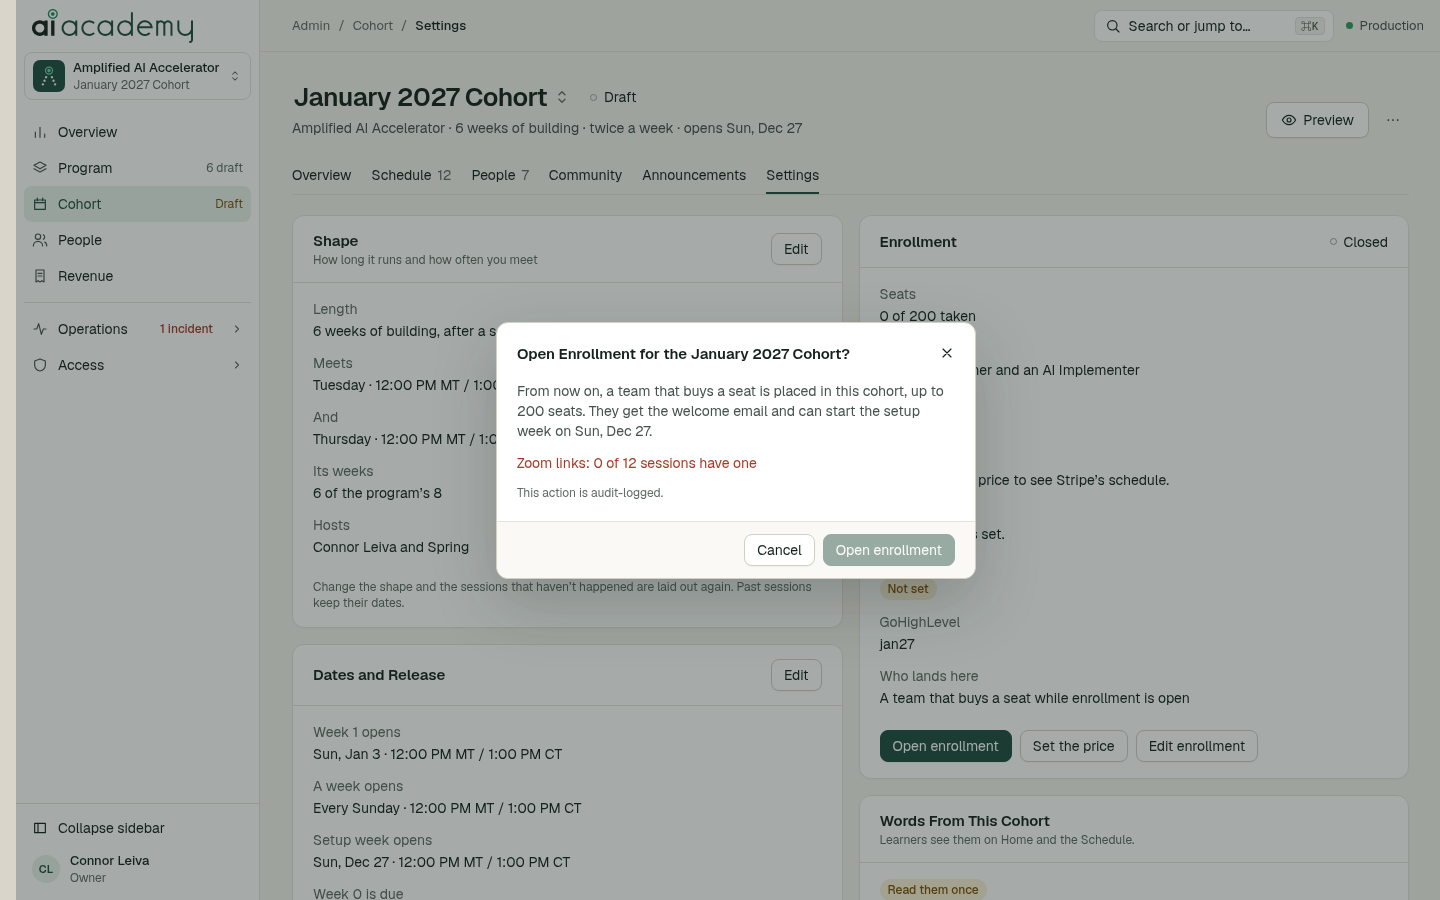 ai academy
Amplified AI Accelerator
January 2027 Cohort
Overview
Program 6 draft
Cohort Draft
People
Revenue
Operations 1 incident
Access
Collapse sidebar
CL Connor Leiva
Owner
Admin / Cohort / Settings
Search or jump to... ⌘K
Production
January 2027 Cohort Draft
Amplified AI Accelerator · 6 weeks of building · twice a week · opens Sun, Dec 27
Preview
Overview Schedule 12 People 7 Community Announcements Settings
Shape
How long it runs and how often you meet
Edit
Length
6 weeks of building, after a s
Meets
Tuesday · 12:00 PM MT / 1:00
And
Thursday · 12:00 PM MT / 1:0
Its weeks
6 of the program’s 8
Hosts
Connor Leiva and Spring
Change the shape and the sessions that haven’t happened are laid out again. Past sessions
keep their dates.
Dates and Release
Edit
Week 1 opens
Sun, Jan 3 · 12:00 PM MT / 1:00 PM CT
A week opens
Every Sunday · 12:00 PM MT / 1:00 PM CT
Setup week opens
Sun, Dec 27 · 12:00 PM MT / 1:00 PM CT
Week 0 is due
Open Enrollment for the January 2027 Cohort?
From now on, a team that buys a seat is placed in this cohort, up to
200 seats. They get the welcome email and can start the setup
week on Sun, Dec 27.
Zoom links: 0 of 12 sessions have one
This action is audit-logged.
Cancel
Open enrollment
Enrollment
Closed
Seats
0 of 200 taken
ner and an AI Implementer
price to see Stripe’s schedule.
s set.
Not set
GoHighLevel
jan27
Who lands here
A team that buys a seat while enrollment is open
Open enrollment
Set the price
Edit enrollment
Words From This Cohort
Learners see them on Home and the Schedule.
Read them once